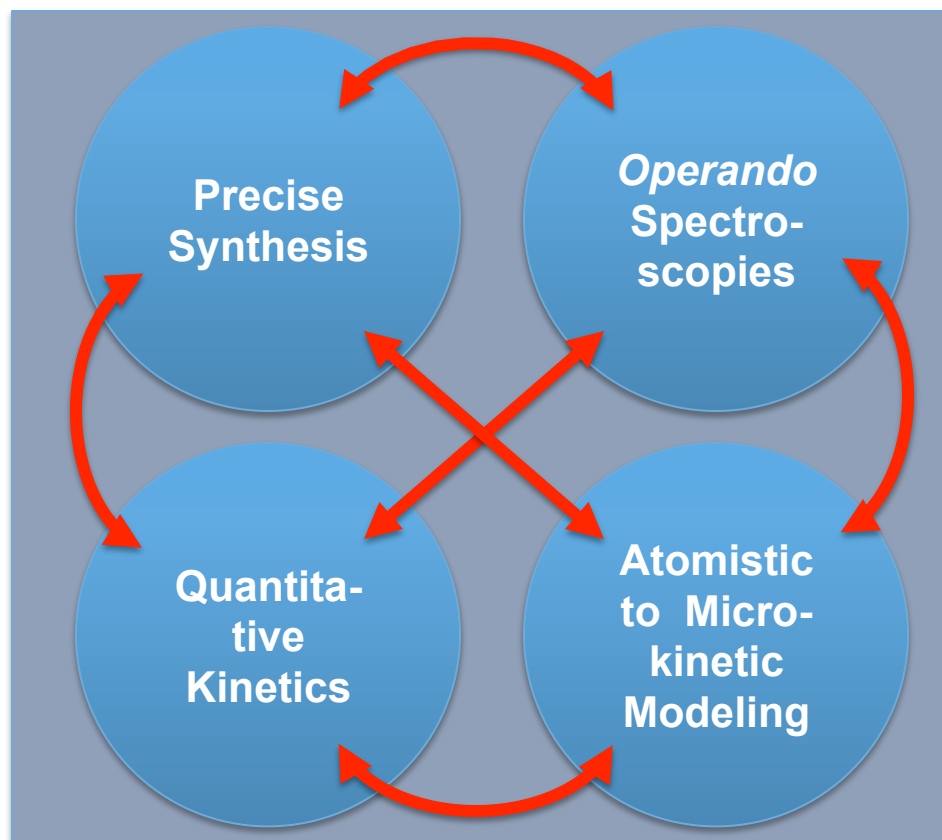 Precise
Synthesis
Operando
Spectro-
scopies
Quantita-
tive
Kinetics
Atomistic
to Micro-
kinetic
Modeling